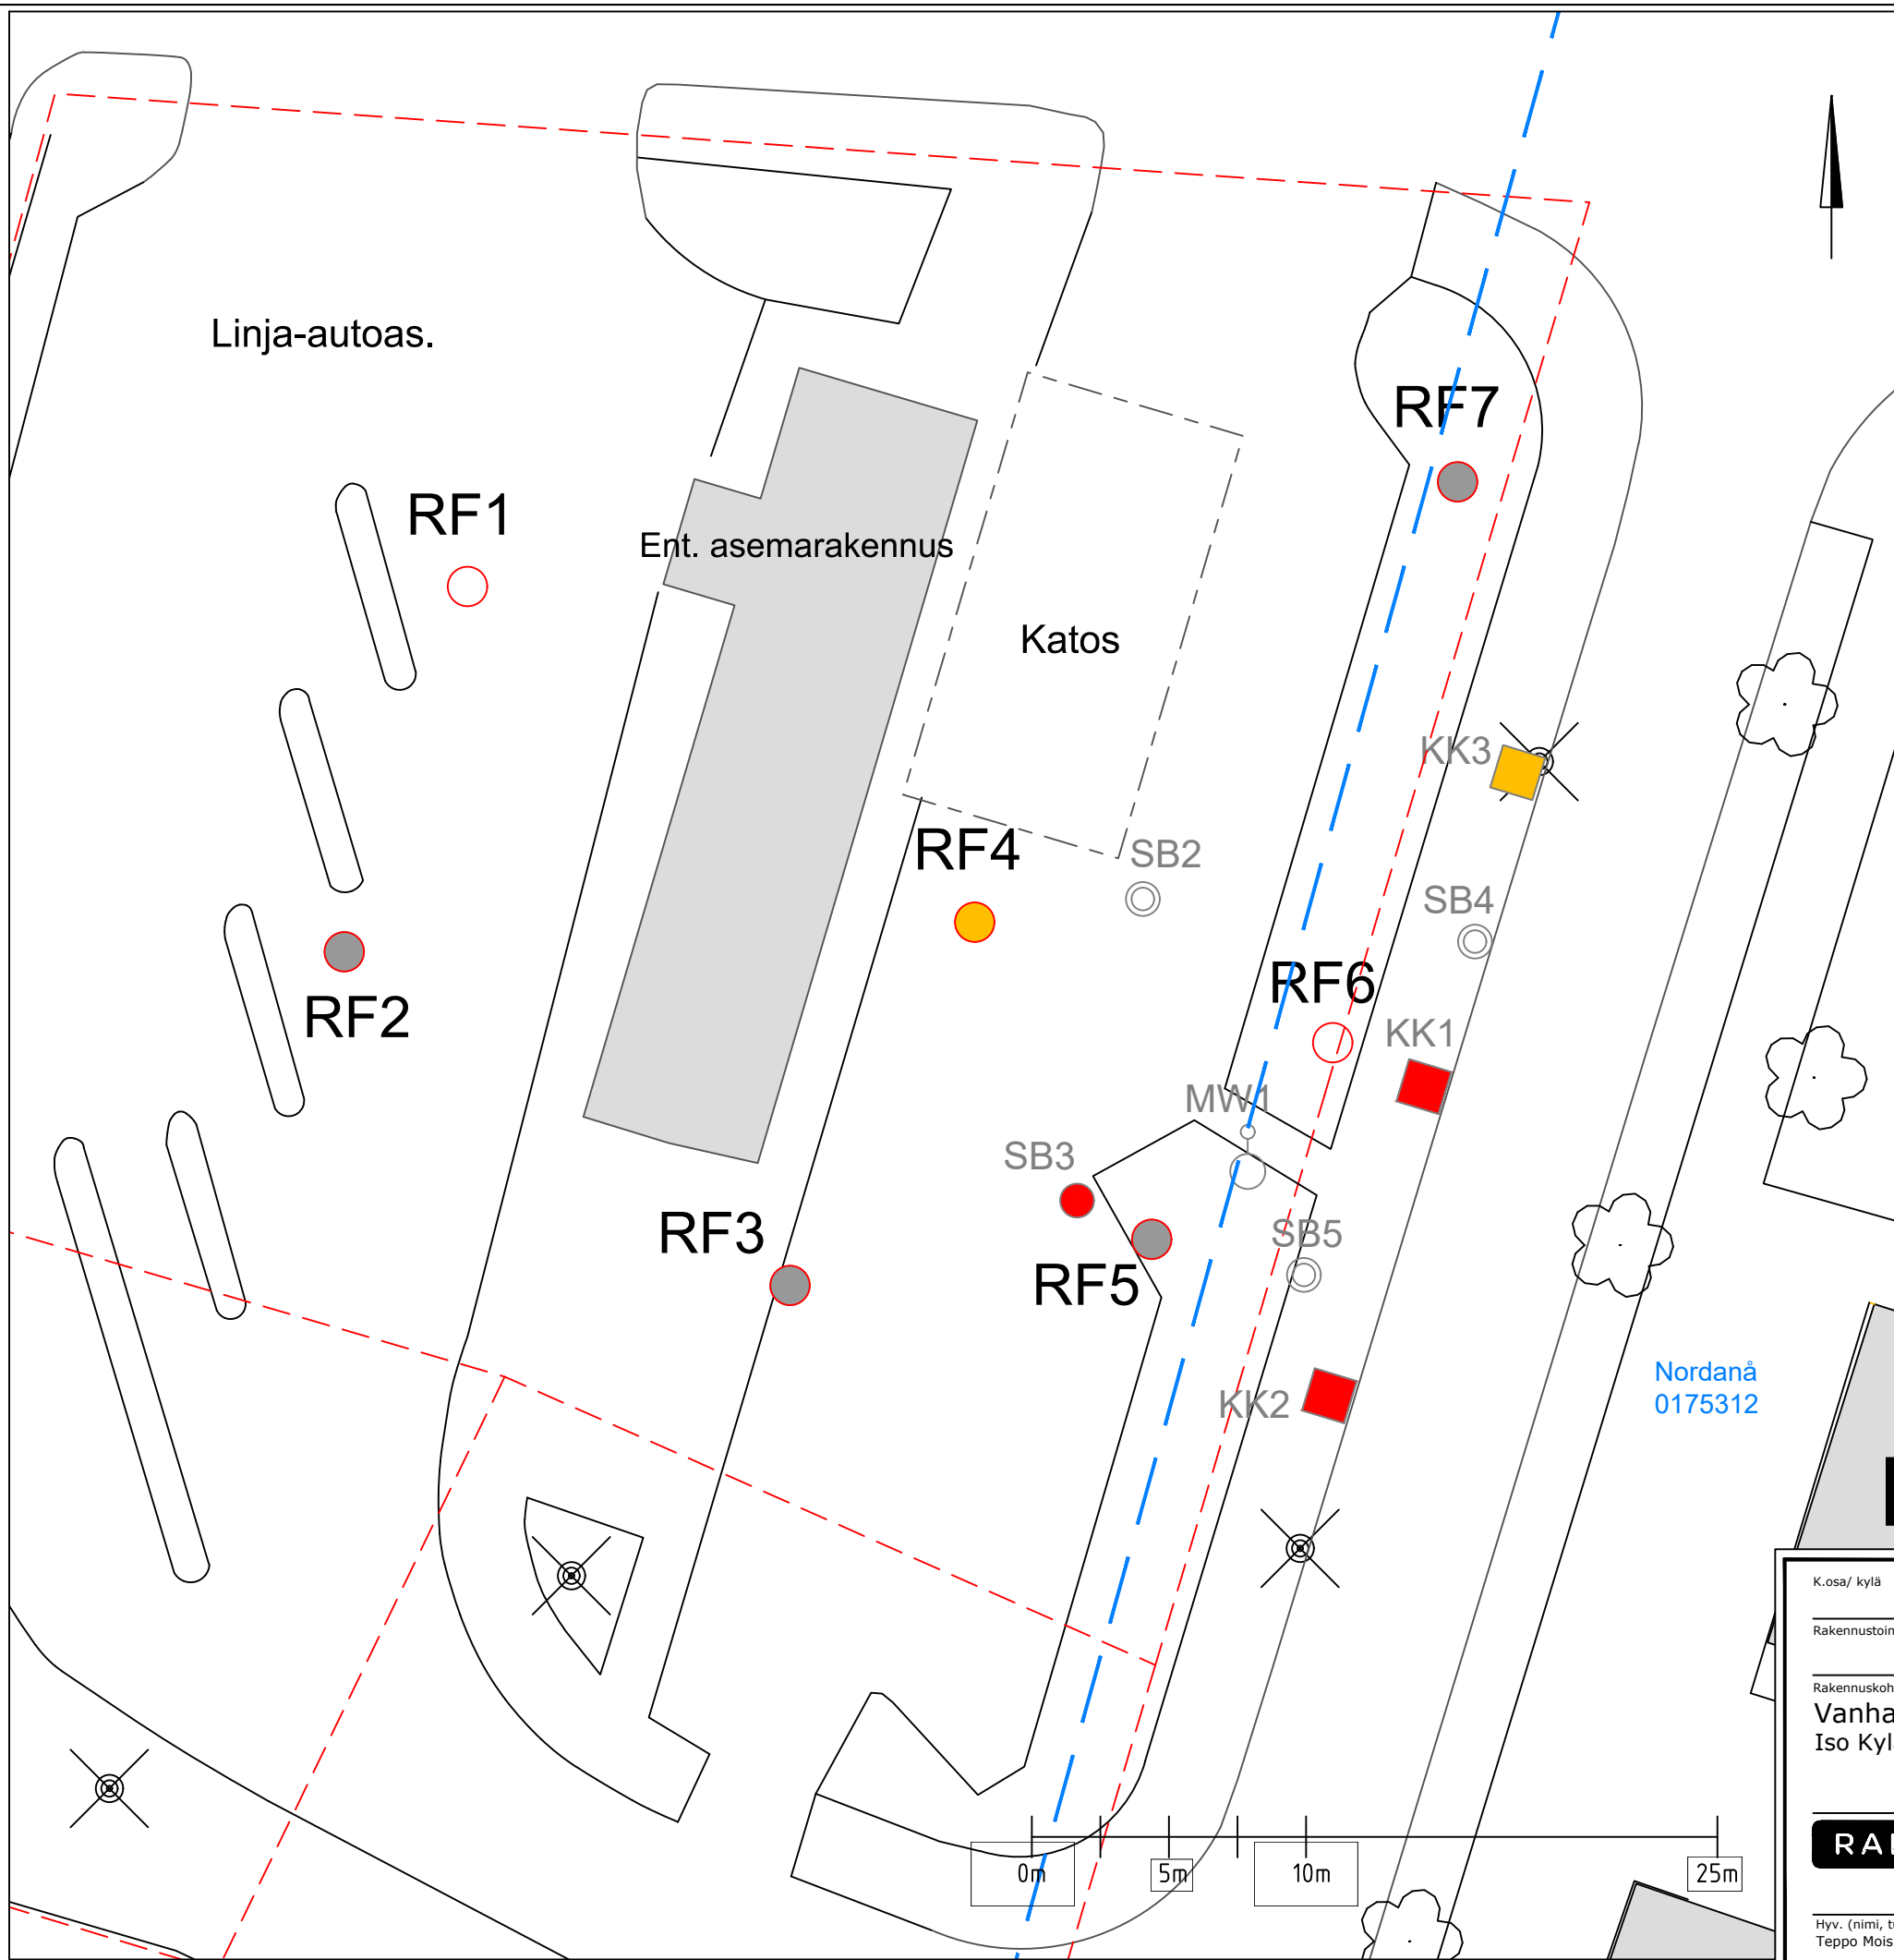 Linja-autoas.
RF7
RF1
Ent. asemarakennus
Katos
KK3
RF4
SB2
SB4
RF6
RF2
KK1
MW1
SB3
RF3
SB5
RF5
Nordanå
0175312
KK2
K.osa/ kylä
Rakennustoin
Rakennuskoh
Vanha
Iso Kyl
RA
0m
5m
10m
25m
Hyv. (nimi, t
Teppo Mois